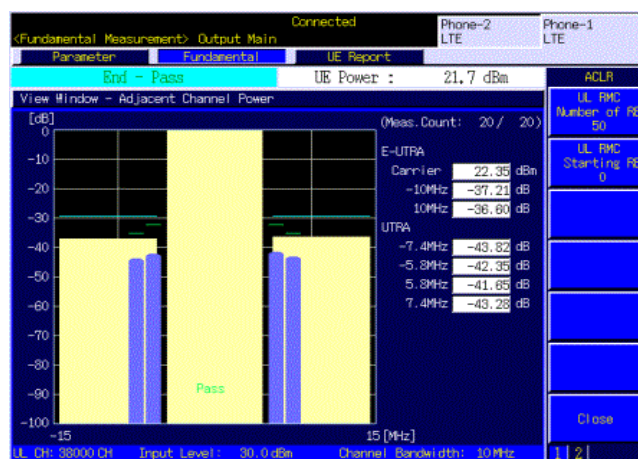 Connected
Phone-2 LTE
Phone-1 LTE
<Fundamental Measurement> Output Main
Parameter Fundamental UE Report
End - Pass UE Power : 21.7 dBm
ACLR
View Window - Adjacent Channel Power
UL RMC
Number of RB
50
UL RMC
Starting RB
0
[dB]
(Meas.Count: 20/ 20)
0
-10
-20
-30
-40
-50
-60
-70
-80
-90
-100
E-UTRA
Carrier 22.35 dBm
-10MHz -37.21 dB
10MHz -36.60 dB
UTRA
-7.4MHz -43.82 dB
-5.8MHz -42.35 dB
5.8MHz -41.65 dB
7.4MHz -43.28 dB
Pass
-15 15 [MHz]
Close
UL CH: 38000 CH Input Level: 30.0 dBm Channel Bandwidth: 10 MHz
1 2